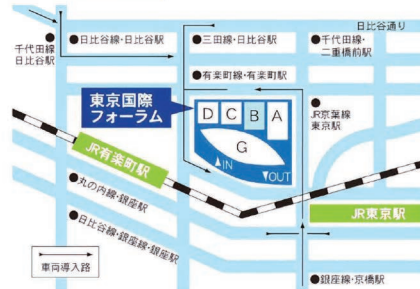 日比谷通り
千代田線
日比谷駅
●日比谷線・日比谷駅
●三田線・日比谷駅
●千代田線・
二重橋前駅
●有楽町線・有楽町駅
東京国際
フォーラム
D
C
B
A
G
▲IN
▼OUT
●JR京葉線
東京駅
JR有楽町駅
●丸の内線・銀座駅
●日比谷線・銀座線・銀座駅
JR東京駅
車両導入路
●銀座線・京橋駅